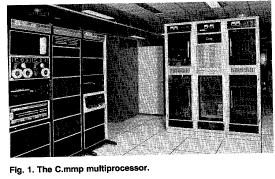 Fig. 1. The C.mmp multiprocessor.